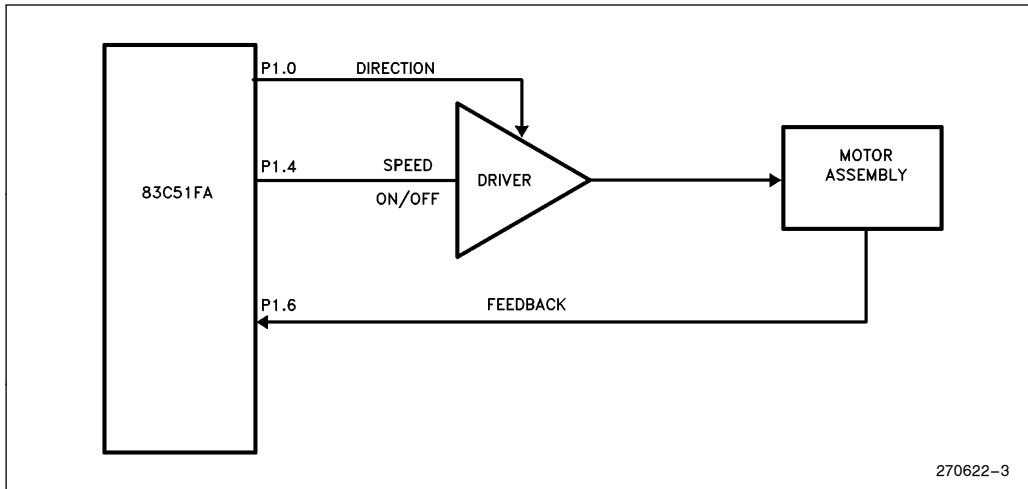 P1.0
DIRECTION
P1.4
SPEED
ON/OFF
83C51FA
DRIVER
MOTOR
ASSEMBLY
P1.6
FEEDBACK
270622–3